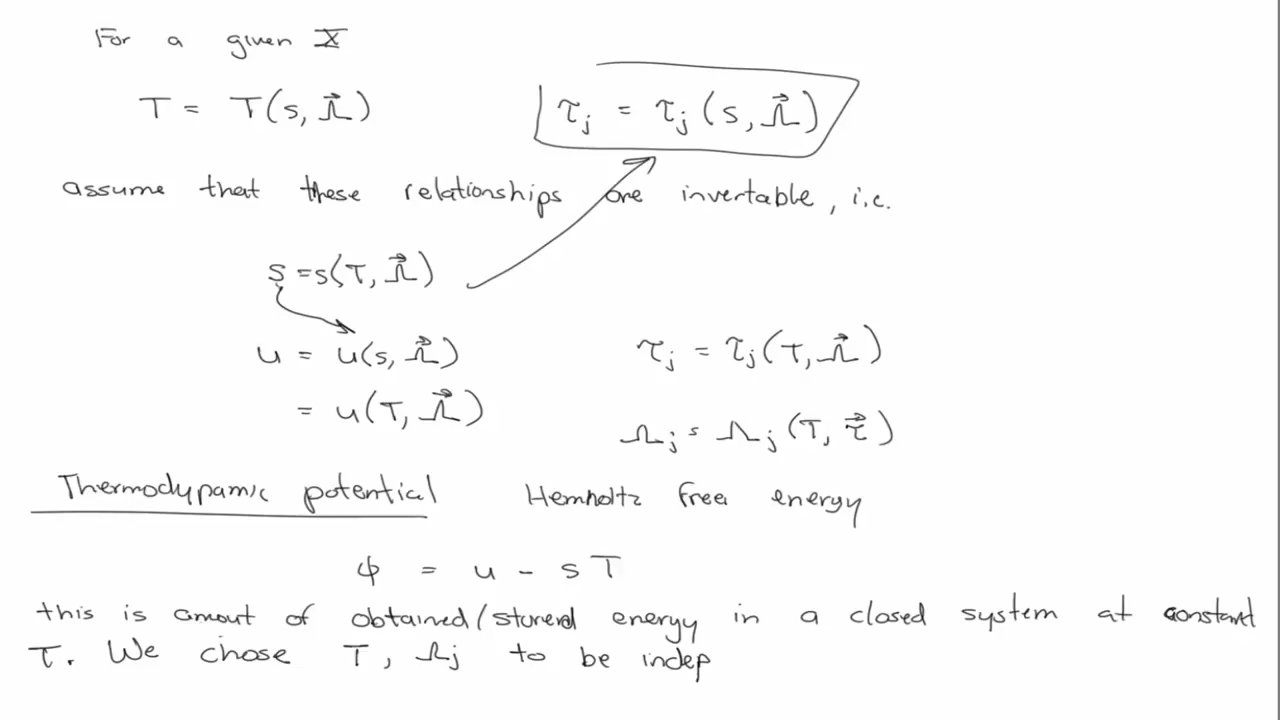 For a given X
T = T(s, Λ⃗)    τⱼ = τⱼ(s, Λ⃗)
assume that these relationships are invertable, i.e.
s = s(T, Λ⃗)
u = u(s, Λ⃗)    τⱼ = τⱼ(T, Λ⃗)
= u(T, Λ⃗)    Λⱼ = Λⱼ(T, τ⃗)
Thermodynamic potential    Hemholtz free energy
ψ = u - sT
this is amout of obtained/stored energy in a closed system at constant
T. We chose T, Λⱼ to be indep